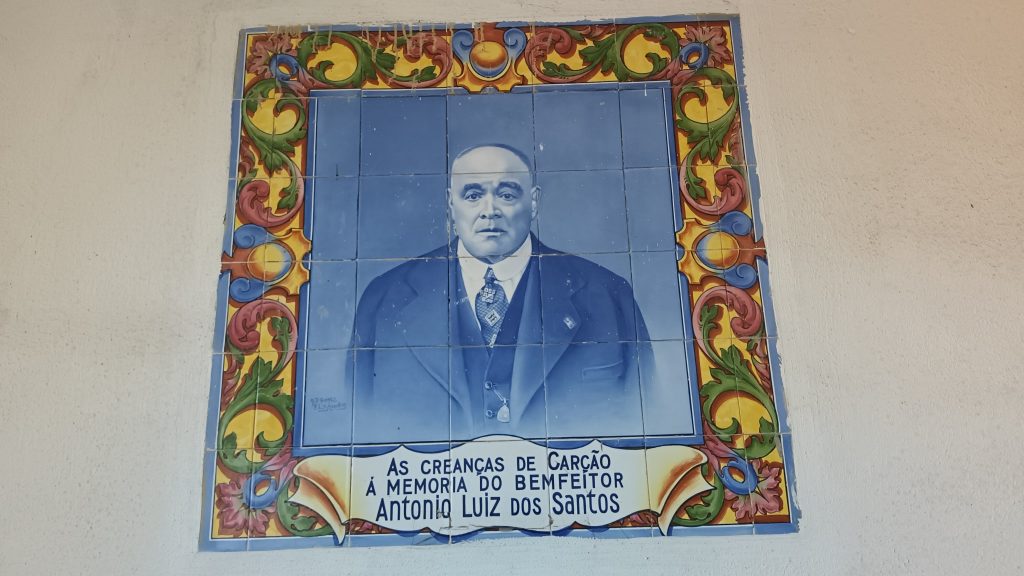 AS CREANÇAS DE CARÇÃO
Á MEMORIA DO BEMFEITOR
ANTONIO LUIZ DOS SANTOS